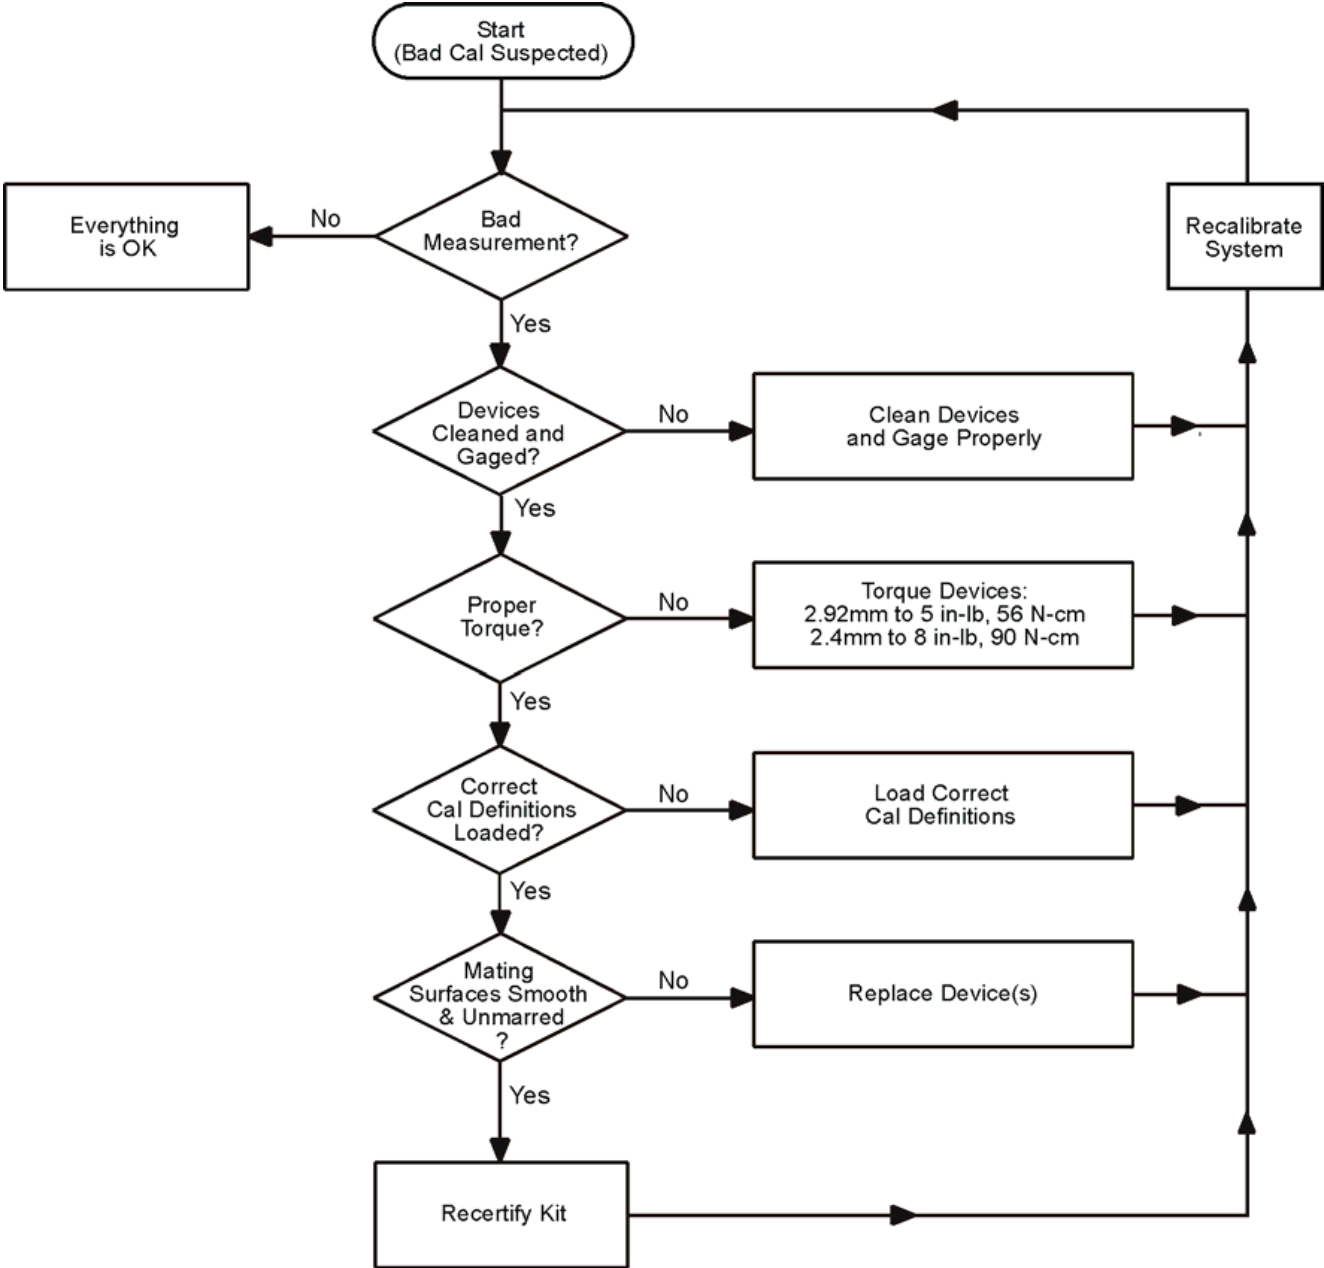 Start
(Bad Cal Suspected)
Everything
is OK
No
Bad
Measurement?
Recalibrate
System
Yes
Devices
Cleaned and
Gaged?
No
Clean Devices
and Gage Properly
Yes
Proper
Torque?
No
Torque Devices:
2.92mm to 5 in-lb, 56 N-cm
2.4mm to 8 in-lb, 90 N-cm
Yes
Correct
Cal Definitions
Loaded?
No
Load Correct
Cal Definitions
Yes
Mating
Surfaces Smooth
& Unmarred
?
No
Replace Device(s)
Yes
Recertify Kit